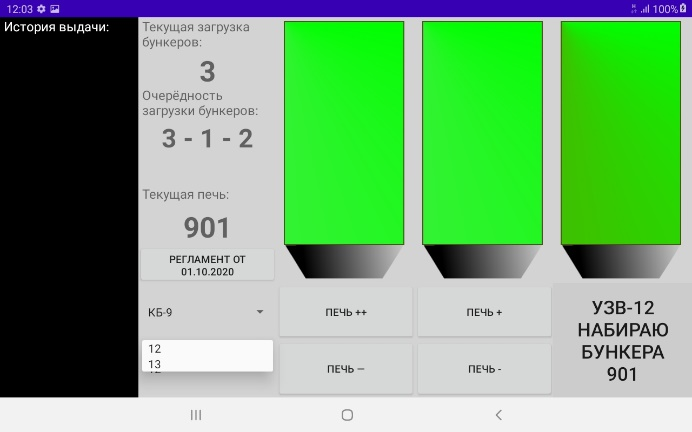 12:03
100%
История выдачи:
Текущая загрузка
бункеров:
3
Очерёдность
загрузки бункеров:
3 - 1 - 2
Текущая печь:
901
РЕГЛАМЕНТ ОТ
01.10.2020
КБ-9
12
13
ПЕЧЬ ++
ПЕЧЬ +
ПЕЧЬ --
ПЕЧЬ -
УЗВ-12
НАБИРАЮ
БУНКЕРА
901